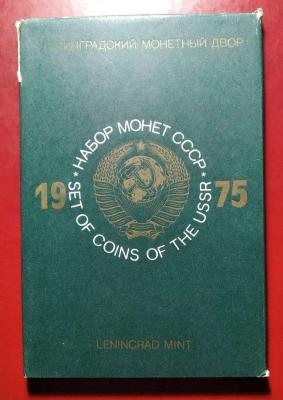 ЛЕНИНГРАДСКИЙ МОНЕТНЫЙ ДВОР
* НАБОР МОНЕТ СССР *
19 75
SET OF COINS OF THE USSR
LENINGRAD MINT